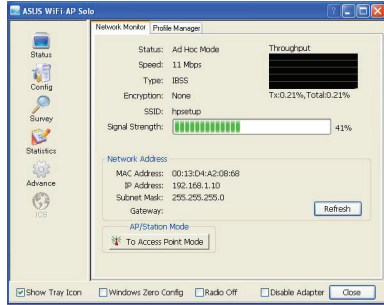 ASUS WiFi-AP Solo
Network Monitor Profile Manager
Status
Config
Survey
Statistics
Advance
ICS
Status: Ad Hoc Mode
Speed: 11 Mbps
Type: IBSS
Encryption: None
SSID: hpsetup
Signal Strength: 41%
Throughput
Tx:0.21%,Total:0.21%
Network Address
MAC Address: 00:13:D4:A2:08:68
IP Address: 192.168.1.10
Subnet Mask: 255.255.255.0
Gateway:
Refresh
AP/Station Mode
To Access Point Mode
Show Tray Icon Windows Zero Config Radio Off Disable Adapter Close